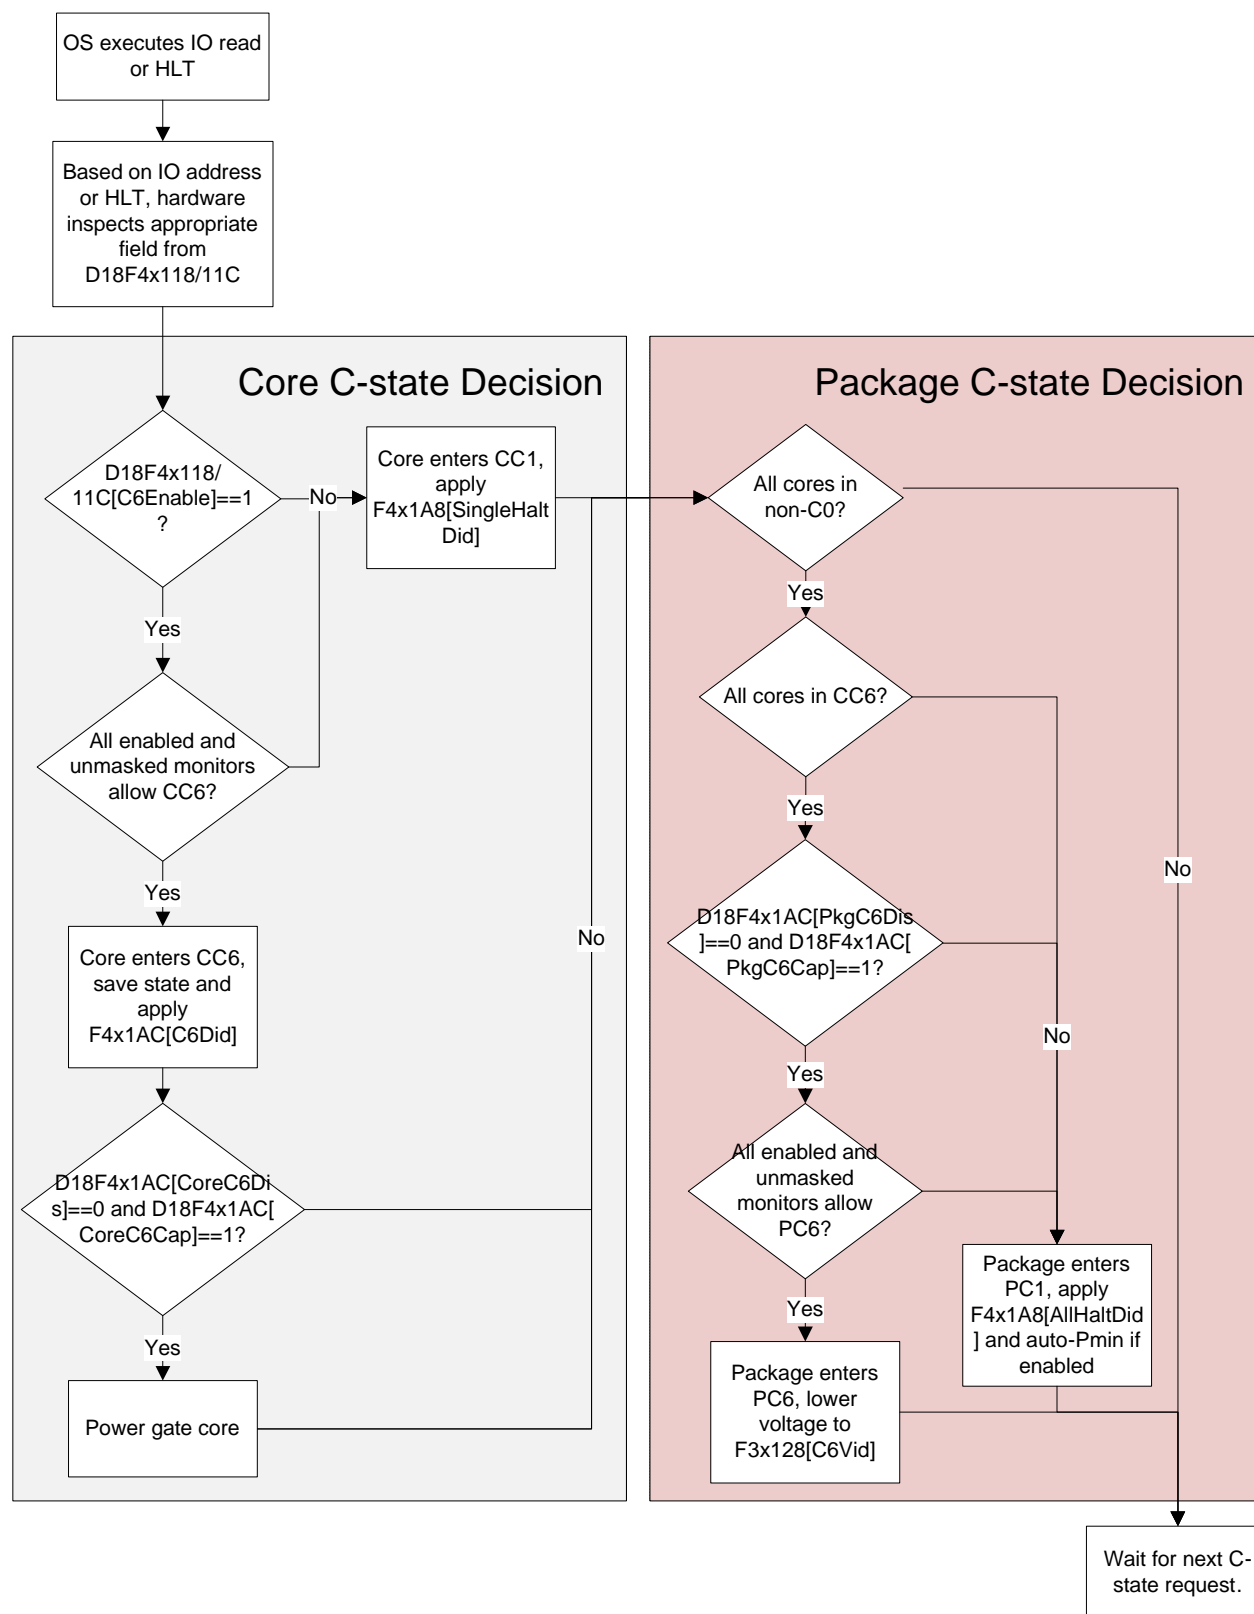 OS executes IO read
or HLT
Based on IO address
or HLT, hardware
inspects appropriate
field from
D18F4x118/11C
Core C-state Decision
D18F4x118/
11C[C6Enable]==1
?
No
Core enters CC1,
apply
F4x1A8[SingleHalt
Did]
Yes
All enabled and
unmasked monitors
allow CC6?
Yes
Core enters CC6,
save state and
apply
F4x1AC[C6Did]
No
D18F4x1AC[CoreC6Di
s]==0 and D18F4x1AC[
CoreC6Cap]==1?
Yes
Power gate core
Package C-state Decision
All cores in
non-C0?
Yes
All cores in CC6?
No
Yes
D18F4x1AC[PkgC6Dis
]==0 and D18F4x1AC[
PkgC6Cap]==1?
No
Yes
All enabled and
unmasked
monitors allow
PC6?
Yes
Package enters
PC1, apply
F4x1A8[AllHaltDid
] and auto-Pmin if
enabled
Package enters
PC6, lower
voltage to
F3x128[C6Vid]
Wait for next C-
state request.